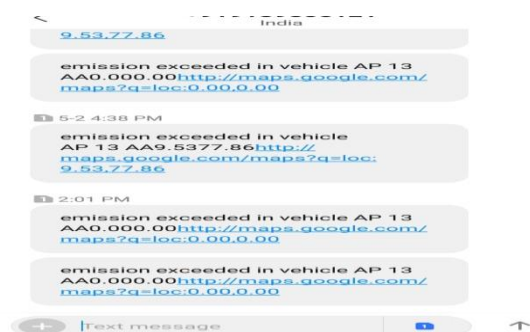 India
9.53,77.86
emission exceeded in vehicle AP 13
AA0.000.00http://maps.google.com/
maps?q=loc:0.00,0.00
1 5-2 4:38 PM
emission exceeded in vehicle
AP 13 AA9.5377.86http://
maps.google.com/maps?q=loc:
9.53,77.86
1 2:01 PM
emission exceeded in vehicle AP 13
AA0.000.00http://maps.google.com/
maps?q=loc:0.00,0.00
emission exceeded in vehicle AP 13
AA0.000.00http://maps.google.com/
maps?q=loc:0.00,0.00
Text message 1